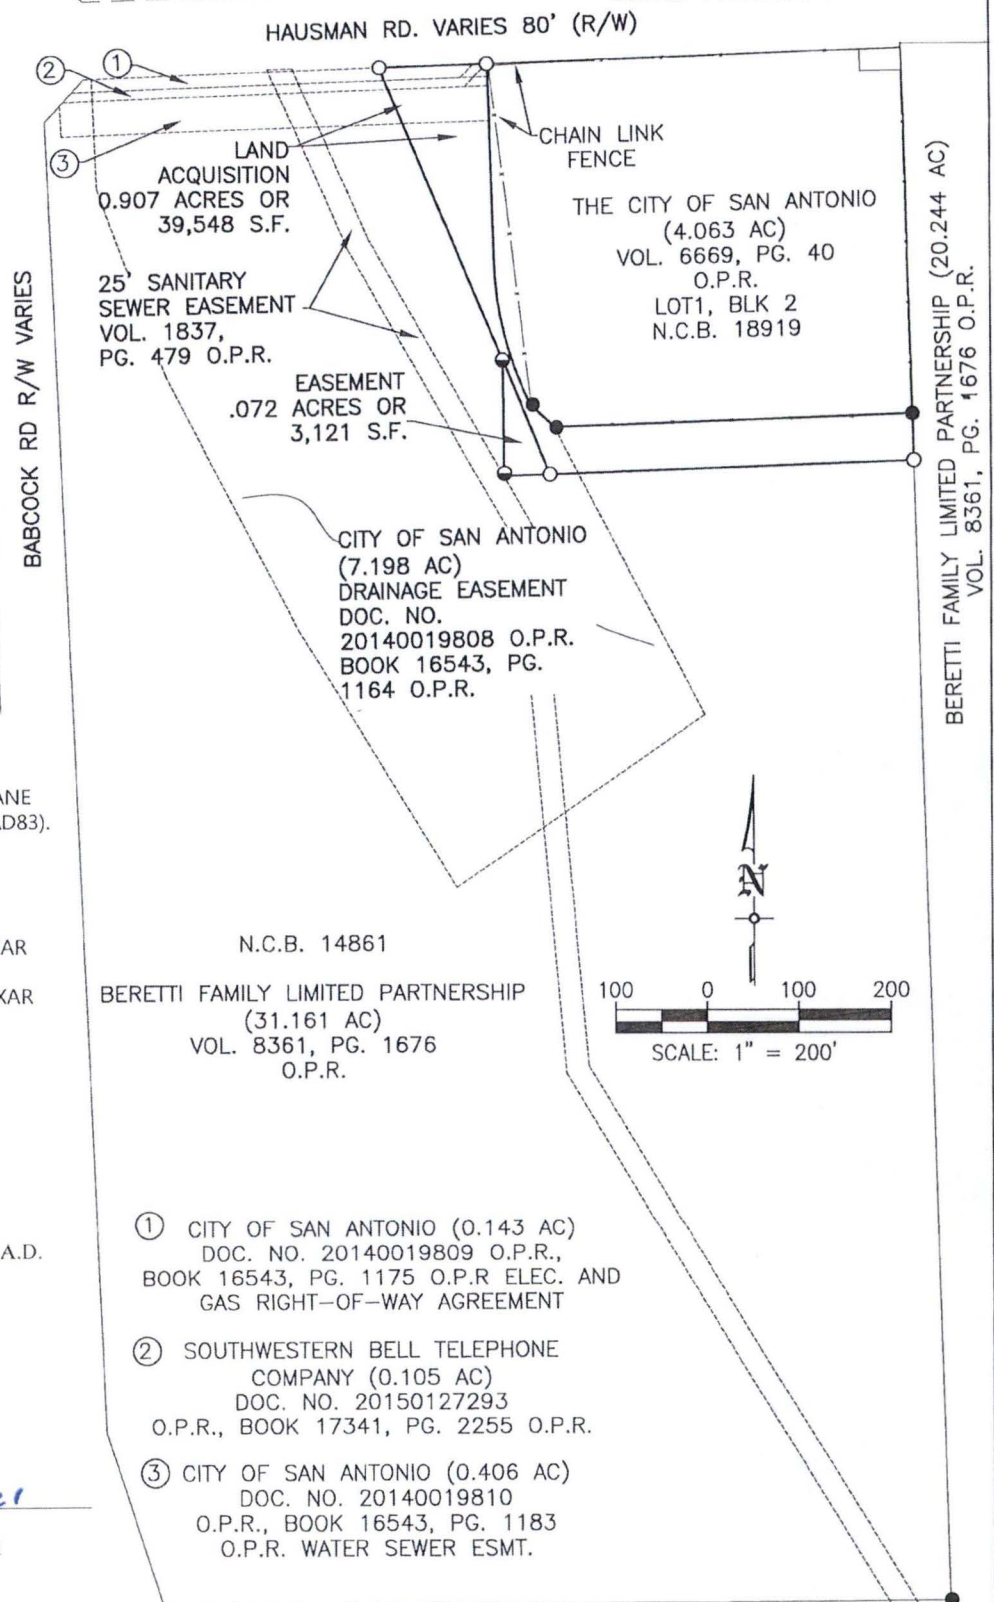 HAUSMAN RD. VARIES 80' (R/W)
1
2
3
LAND
ACQUISITION
0.907 ACRES OR
39,548 S.F.
CHAIN LINK
FENCE
THE CITY OF SAN ANTONIO
(4.063 AC)
VOL. 6669, PG. 40
O.P.R.
LOT1, BLK 2
N.C.B. 18919
BERETTI FAMILY LIMITED PARTNERSHIP (20.244 AC)
VOL. 8361, PG. 1676 O.P.R.
BABCOCK RD R/W VARIES
25' SANITARY
SEWER EASEMENT
VOL. 1837,
PG. 479 O.P.R.
EASEMENT
.072 ACRES OR
3,121 S.F.
CITY OF SAN ANTONIO
(7.198 AC)
DRAINAGE EASEMENT
DOC. NO.
20140019808 O.P.R.
BOOK 16543, PG.
1164 O.P.R.
ANE
AD83).
AR
XAR
N
N.C.B. 14861
BERETTI FAMILY LIMITED PARTNERSHIP
(31.161 AC)
VOL. 8361, PG. 1676
O.P.R.
100 0 100 200
SCALE: 1" = 200'
A.D.
1 CITY OF SAN ANTONIO (0.143 AC)
DOC. NO. 20140019809 O.P.R.,
BOOK 16543, PG. 1175 O.P.R ELEC. AND
GAS RIGHT-OF-WAY AGREEMENT
2 SOUTHWESTERN BELL TELEPHONE
COMPANY (0.105 AC)
DOC. NO. 20150127293
O.P.R., BOOK 17341, PG. 2255 O.P.R.
3 CITY OF SAN ANTONIO (0.406 AC)
DOC. NO. 20140019810
O.P.R., BOOK 16543, PG. 1183
O.P.R. WATER SEWER ESMT.